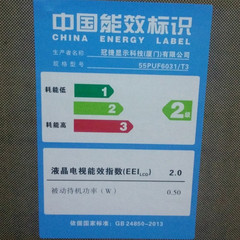 中国能效标识
CHINA ENERGY LABEL
生产者名称 冠捷显示科技(厦门)有限公司
规格型号 55PUF6031/T3
耗能低
1
2
2级
耗能高
3
液晶电视能效指数(EEI LCD) 2.0
被动待机功率(W) 0.50
依据国家标准:GB 24850-2013